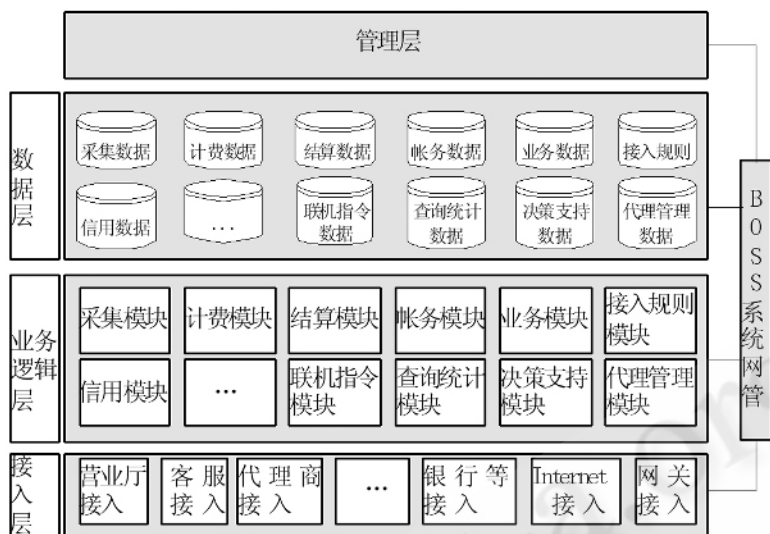 管理层
数据层
采集数据
计费数据
结算数据
帐务数据
业务数据
接入规则
信用数据
...
联机指令
数据
查询统计
数据
决策支持
数据
代理管理
数据
BOSS系统网管
业务
逻辑
层
采集模块
计费模块
结算模块
帐务模块
业务模块
接入规则
模块
信用模块
...
联机指令
模块
查询统计
模块
决策支持
模块
代理管理
模块
接入层
营业厅
接入
客服
接入
代理商
接入
...
银行等
接入
Internet
接入
网关
接入